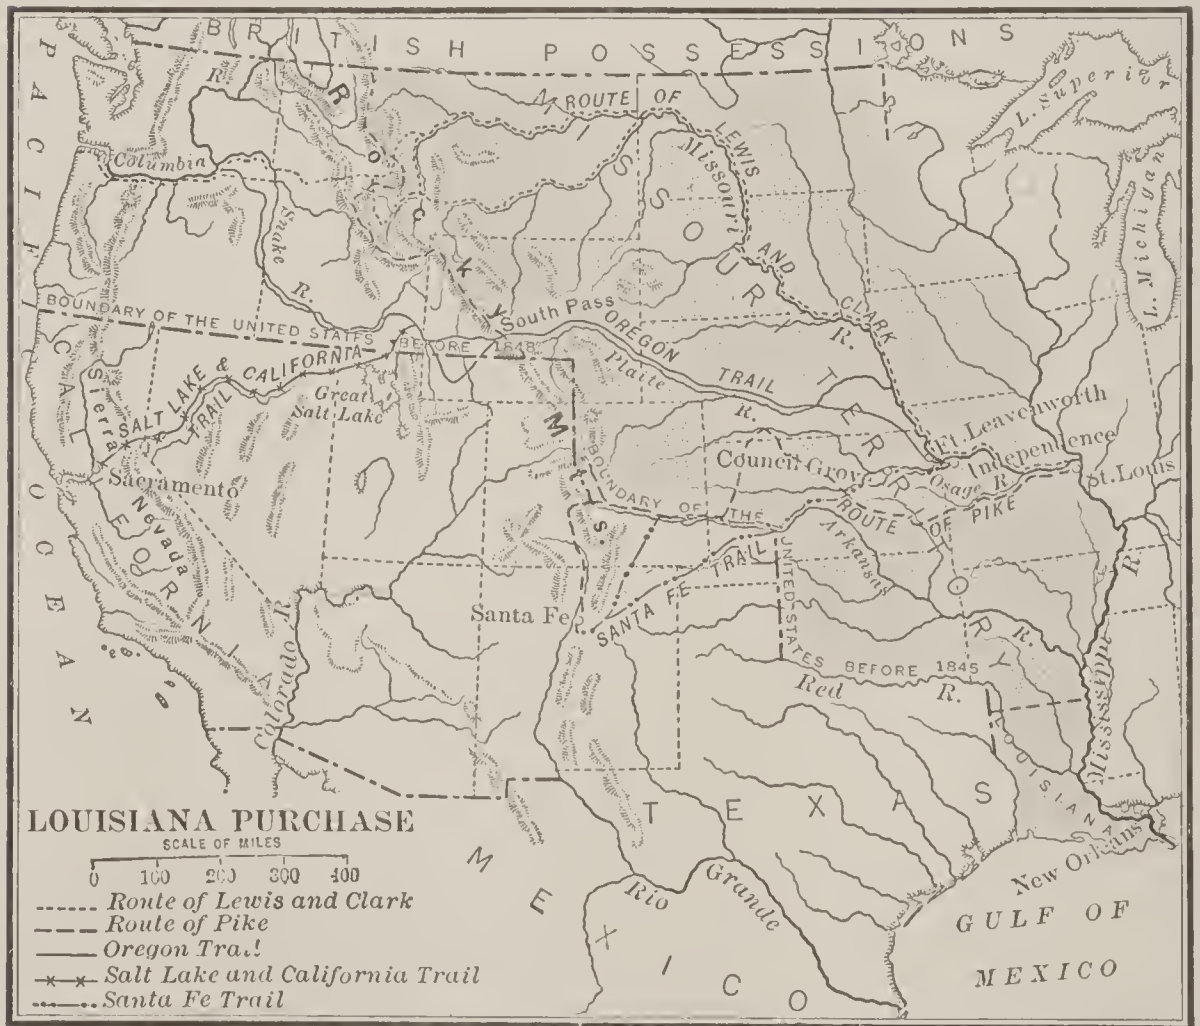 BRITISH POSSESSIONS
PACIFIC OCEAN
L. Superior
L. Michigan
R.
Columbia
Snake
R.
ROCKY MTS.
ROUTE OF
LEWIS
AND
CLARK
Missouri
R.
MISSOURI TERRITORY
BOUNDARY OF THE UNITED STATES BEFORE 1848
South Pass
OREGON
TRAIL
Platte
R.
SALT LAKE & CALIFORNIA
TRAIL
Great
Salt Lake
CALIFORNIA
Sierra
Nevada
Sacramento
Ft. Leavenworth
Independence
St. Louis
Council Grove
Osage R.
ROUTE OF PIKE
BOUNDARY OF THE
UNITED STATES BEFORE 1845
Arkansas
R.
Santa Fe
SANTA FE TRAIL
Colorado R
Red R.
Mississippi R.
LOUISIANA
New Orleans
TEXAS
Rio Grande
MEXICO
GULF OF
MEXICO
LOUISIANA PURCHASE
SCALE OF MILES
0 100 200 300 400
Route of Lewis and Clark
Route of Pike
Oregon Trail
Salt Lake and California Trail
Santa Fe Trail